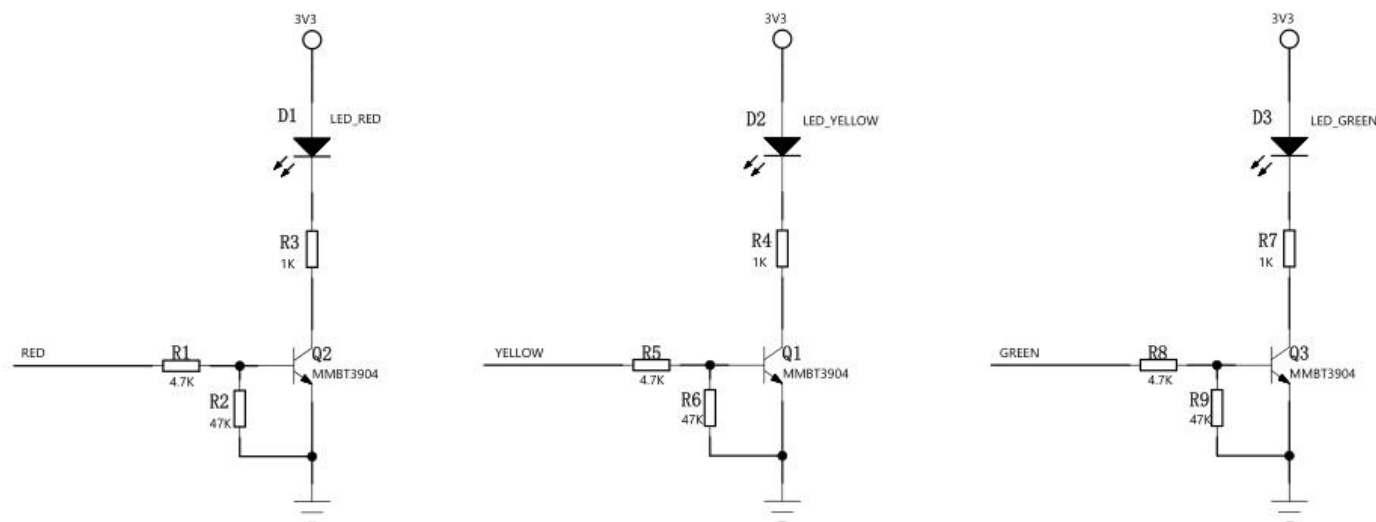 3V3
D1
LED_RED
R3
1K
RED
R1
4.7K
Q2
MMBT3904
R2
47K
3V3
D2
LED_YELLOW
R4
1K
YELLOW
R5
4.7K
Q1
MMBT3904
R6
47K
3V3
D3
LED_GREEN
R7
1K
GREEN
R8
4.7K
Q3
MMBT3904
R9
47K